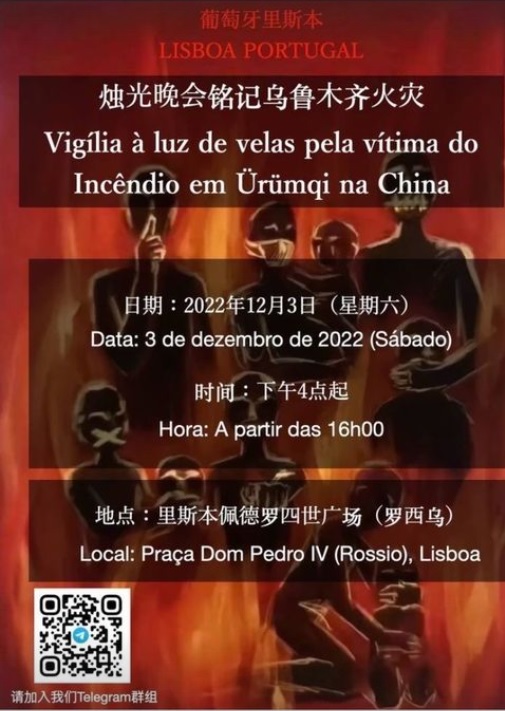 葡萄牙里斯本
LISBOA PORTUGAL
烛光晚会铭记乌鲁木齐火灾
Vigília à luz de velas pela vítima do
Incêndio em Ürümqi na China
日期：2022年12月3日（星期六）
Data: 3 de dezembro de 2022 (Sábado)
时间：下午4点起
Hora: A partir das 16h00
地点：里斯本佩德罗四世广场（罗西乌）
Local: Praça Dom Pedro IV (Rossio), Lisboa
请加入我们Telegram群组